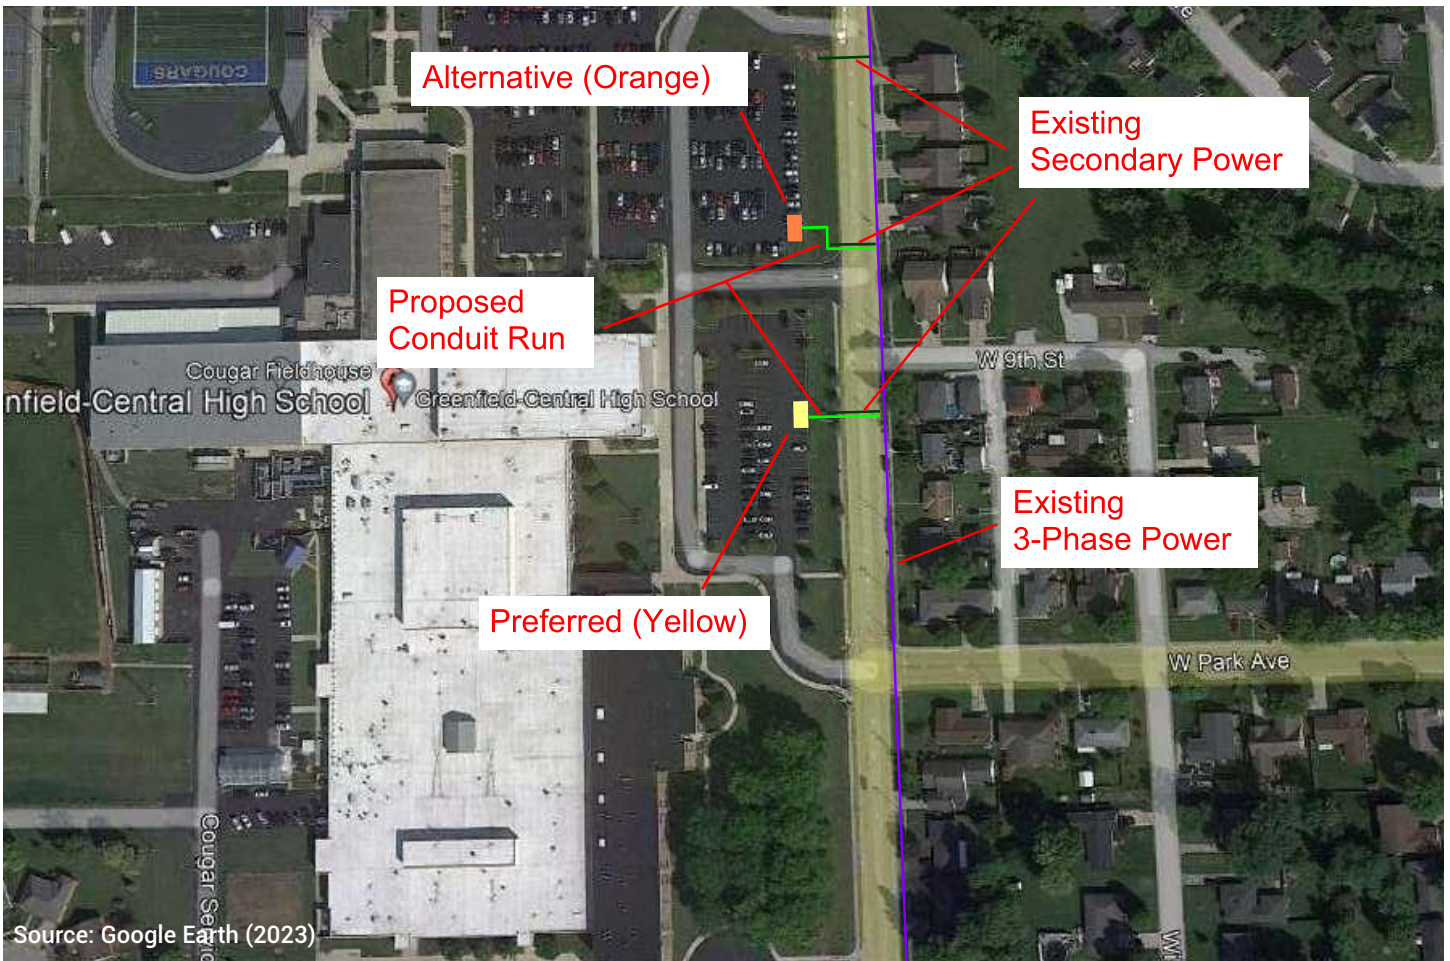 COUGARS
Alternative (Orange)
Existing
Secondary Power
Proposed
Conduit Run
W 9th St
Cougar Fieldhouse
nfield-Central High School
Greenfield-Central High School
Existing
3-Phase Power
Preferred (Yellow)
W Park Ave
Cougar Se
Source: Google Earth (2023)